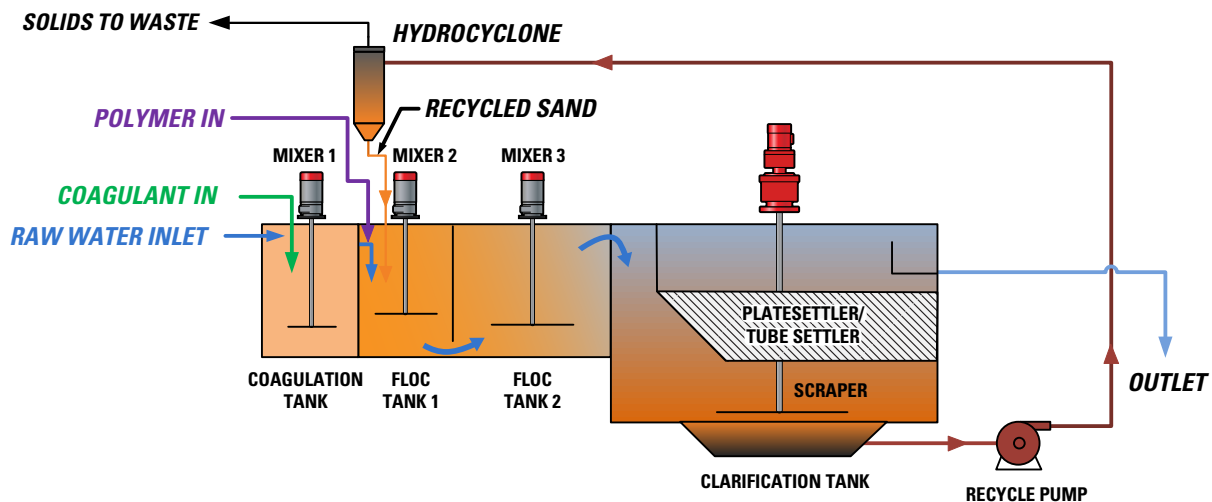 SOLIDS TO WASTE
HYDROCYCLONE
RECYCLED SAND
POLYMER IN
MIXER 1
MIXER 2
MIXER 3
COAGULANT IN
RAW WATER INLET
PLATESETTLER/
TUBE SETTLER
SCRAPER
COAGULATION
TANK
FLOC
TANK 1
FLOC
TANK 2
OUTLET
CLARIFICATION TANK
RECYCLE PUMP